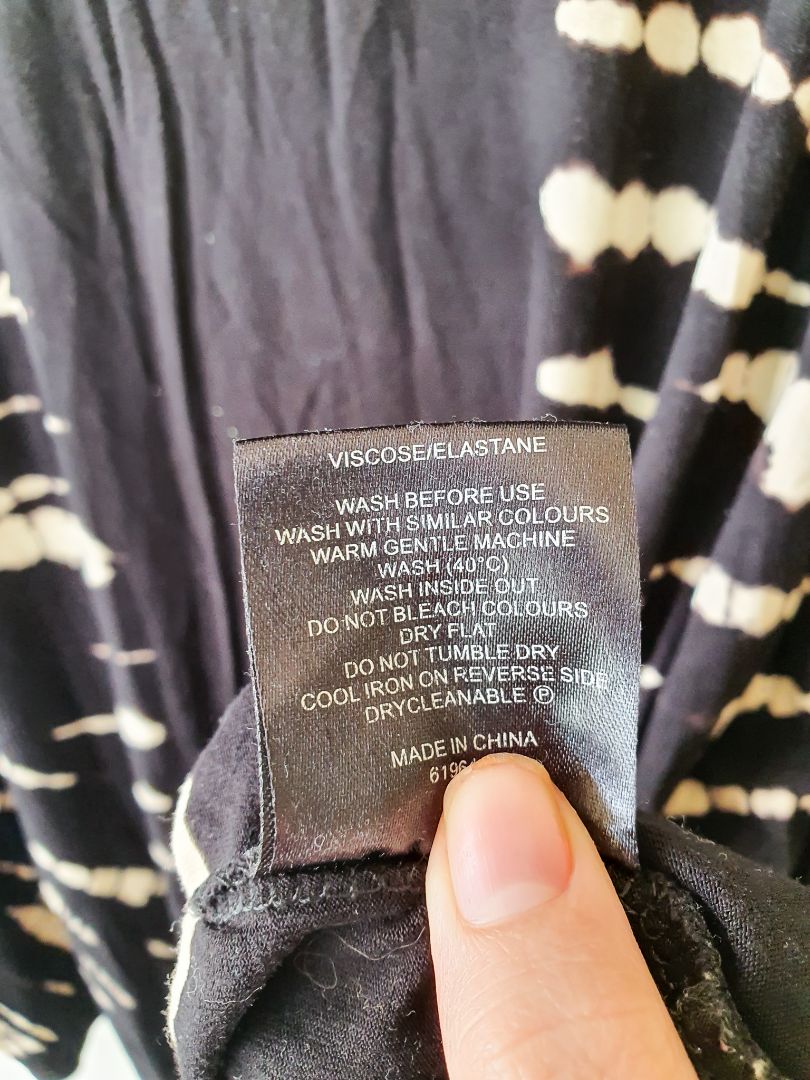 VISCOSE/ELASTANE
WASH BEFORE USE
WASH WITH SIMILAR COLOURS
WARM GENTLE MACHINE
WASH (40°C)
WASH INSIDE OUT
DO NOT BLEACH COLOURS
DRY FLAT
DO NOT TUMBLE DRY
COOL IRON ON REVERSE SIDE
DRYCLEANABLE Ⓟ
MADE IN CHINA